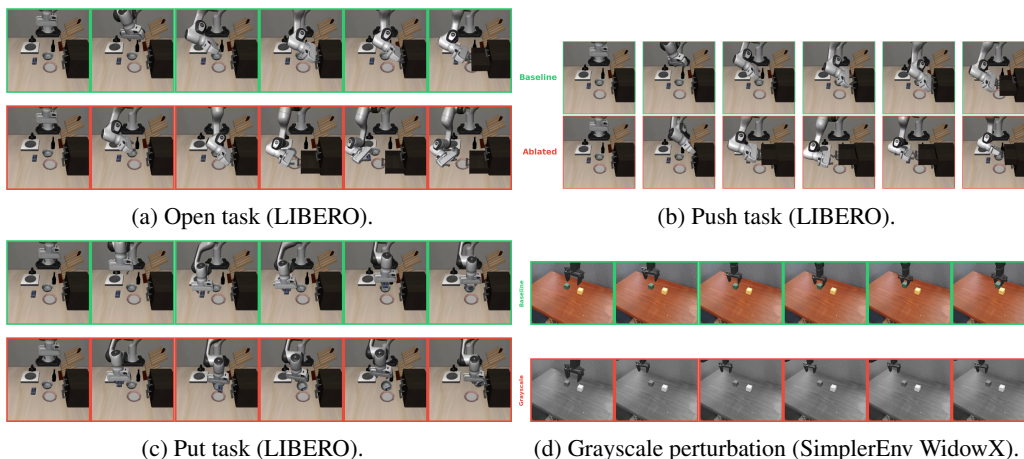 Baseline
Ablated
(a) Open task (LIBERO).
(b) Push task (LIBERO).
Baseline
Grayscale
(c) Put task (LIBERO).
(d) Grayscale perturbation (SimplerEnv WidowX).